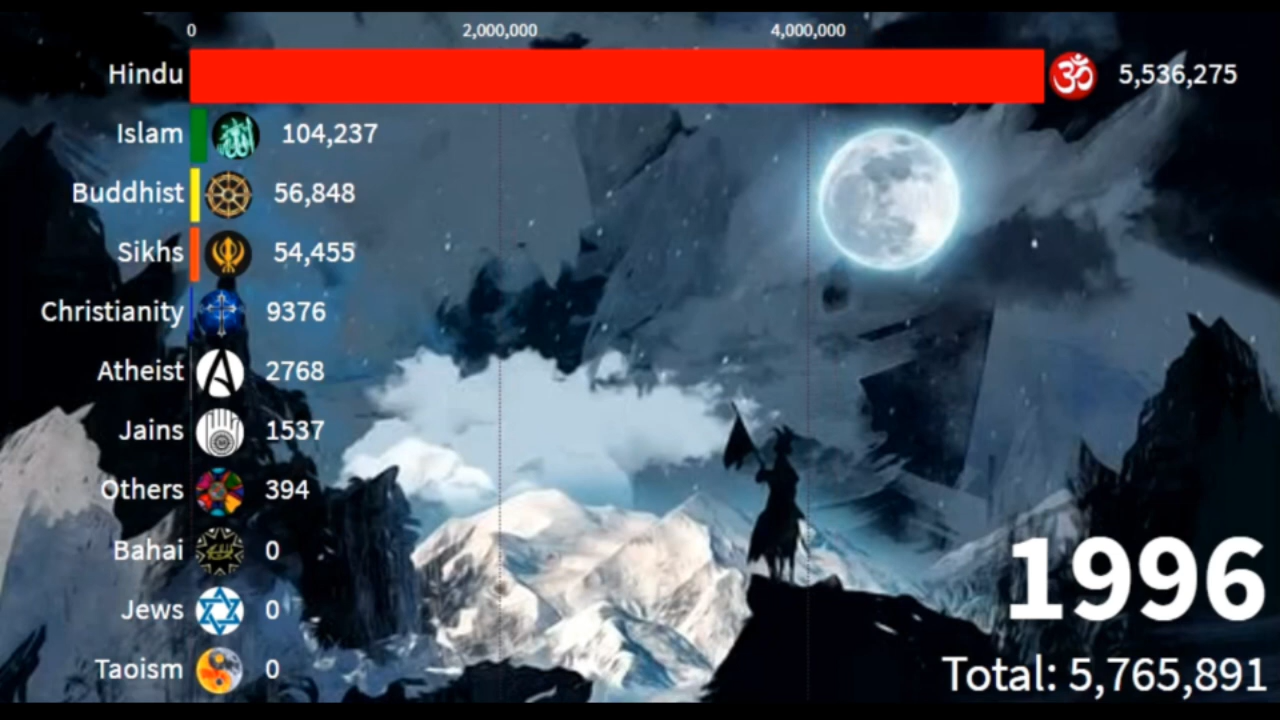 0 2,000,000 4,000,000
Hindu ॐ 5,536,275
Islam 104,237
Buddhist 56,848
Sikhs 54,455
Christianity 9376
Atheist 2768
Jains 1537
Others 394
Bahai 0
Jews 0
Taoism 0
1996
Total: 5,765,891